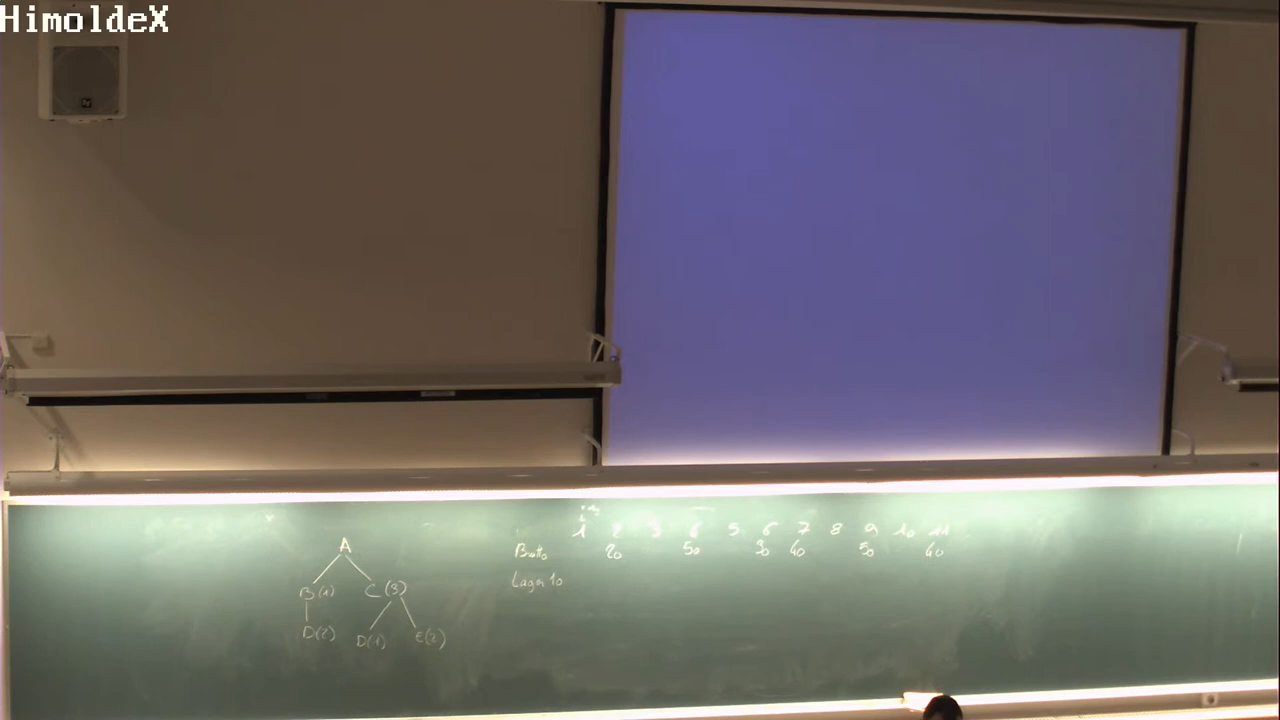 HimoldeX
A
B(1) C(3)
D(2) D(1) E(2)
1 2 3 4 5 6 7 8 9 10 11
Brutto 20 50 30 40 50 40
Lager 10